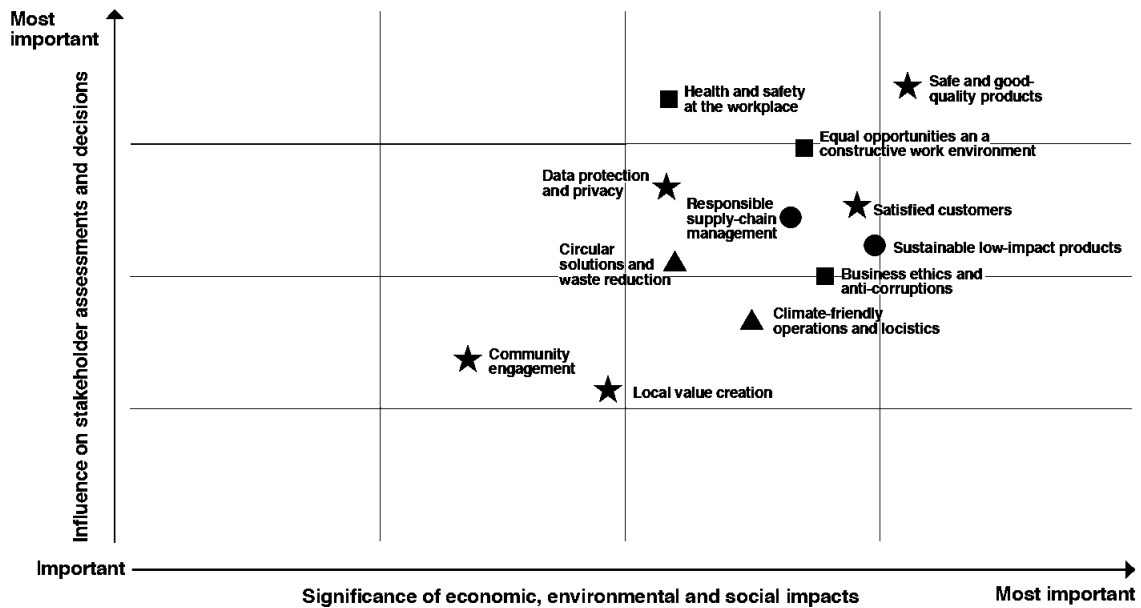 Most
important
Influence on stakeholder assessments and decisions
Safe and good-
quality products
Health and safety
at the workplace
Equal opportunities an a
constructive work environment
Data protection
and privacy
Responsible
supply-chain
management
Satisfied customers
Sustainable low-impact products
Circular
solutions and
waste reduction
Business ethics and
anti-corruptions
Climate-friendly
operations and logistics
Community
engagement
Local value creation
Important
Significance of economic, environmental and social impacts
Most important